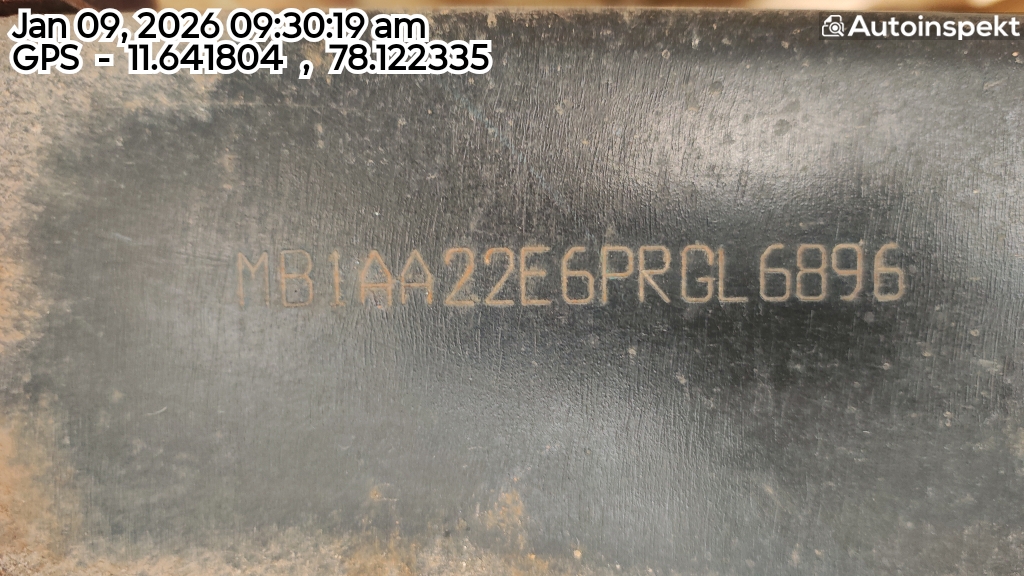 Jan 09, 2026 09:30:19 am
GPS - 11.641804 , 78.122335
Autoinspekt
MB1AA22E6PRGL6896